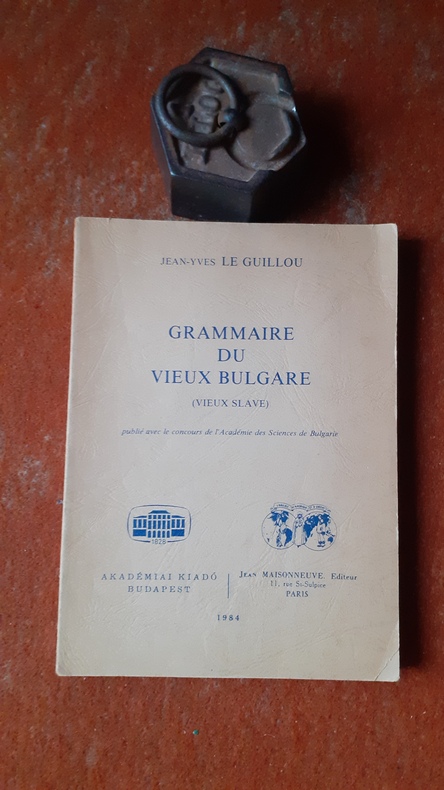 JEAN-YVES LE GUILLOU
GRAMMAIRE
DU
VIEUX BULGARE
(VIEUX SLAVE)
publié avec le concours de l'Académie des Sciences de Bulgarie
1828
AKADÉMIAI KIADÓ
BUDAPEST
JEAN MAISONNEUVE. Editeur
11, rue St-Sulpice
PARIS
1984